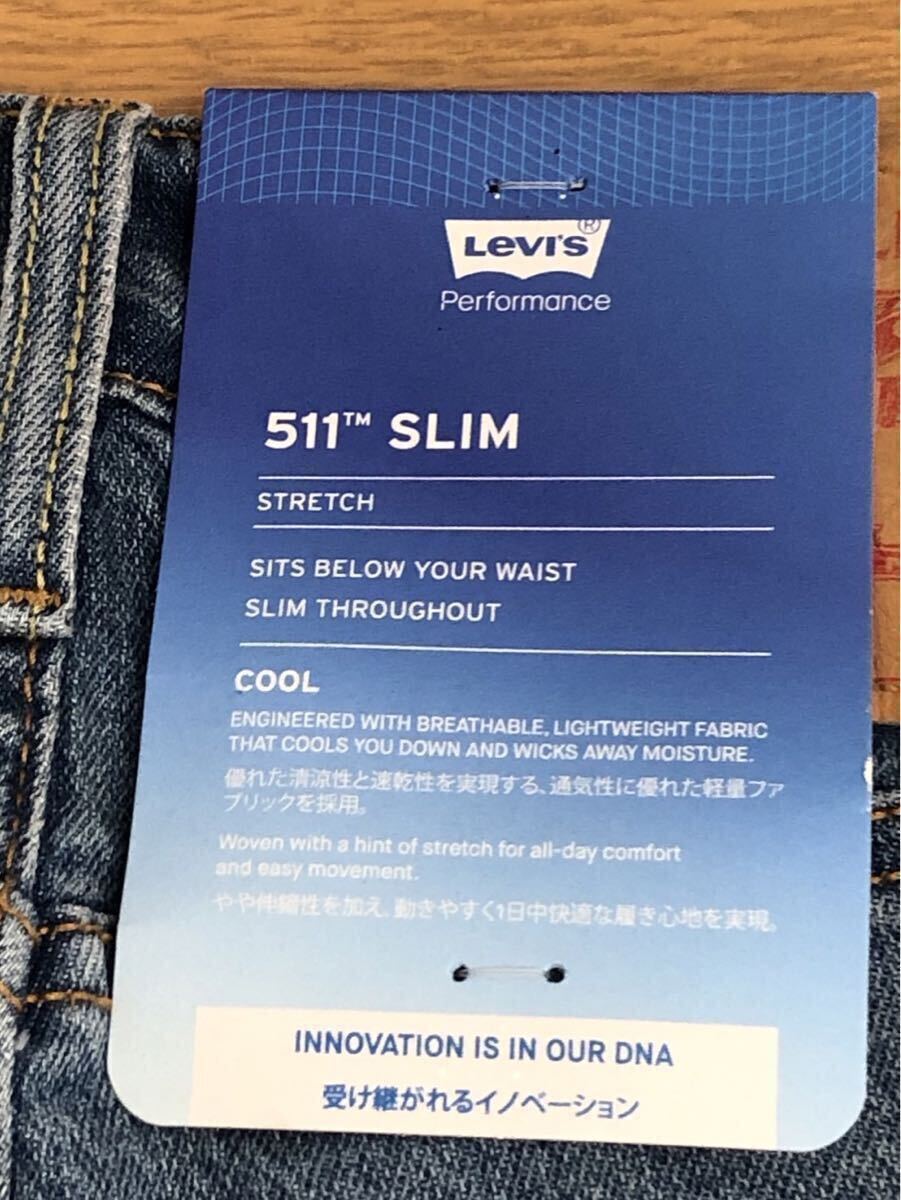 LEVI'S®
Performance
511™ SLIM
STRETCH
SITS BELOW YOUR WAIST
SLIM THROUGHOUT
COOL
ENGINEERED WITH BREATHABLE, LIGHTWEIGHT FABRIC
THAT COOLS YOU DOWN AND WICKS AWAY MOISTURE.
優れた清涼性と速乾性を実現する、通気性に優れた軽量ファ
ブリックを採用。
Woven with a hint of stretch for all-day comfort
and easy movement.
やや伸縮性を加え、動きやすく1日中快適な履き心地を実現。
INNOVATION IS IN OUR DNA
受け継がれるイノベーション